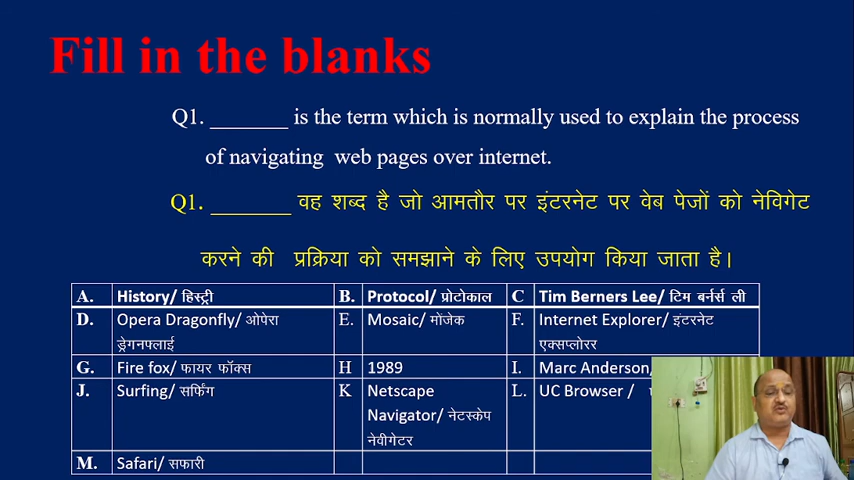 Fill in the blanks
Q1. _______ is the term which is normally used to explain the process
of navigating web pages over internet.
Q1. _______ वह शब्द है जो आमतौर पर इंटरनेट पर वेब पेजों को नेविगेट
करने की प्रक्रिया को समझाने के लिए उपयोग किया जाता है।
A. History/ हिस्ट्री B. Protocol/ प्रोटोकाल C Tim Berners Lee/ टिम बर्नर्स ली
D. Opera Dragonfly/ ओपेरा ड्रेगनफ्लाई E. Mosaic/ मोंजेक F. Internet Explorer/ इंटरनेट एक्सप्लोरर
G. Fire fox/ फायर फॉक्स H 1989 I. Marc Anderson/
J. Surfing/ सर्फिंग K Netscape Navigator/ नेटस्केप नेवीगेटर L. UC Browser /
M. Safari/ सफारी